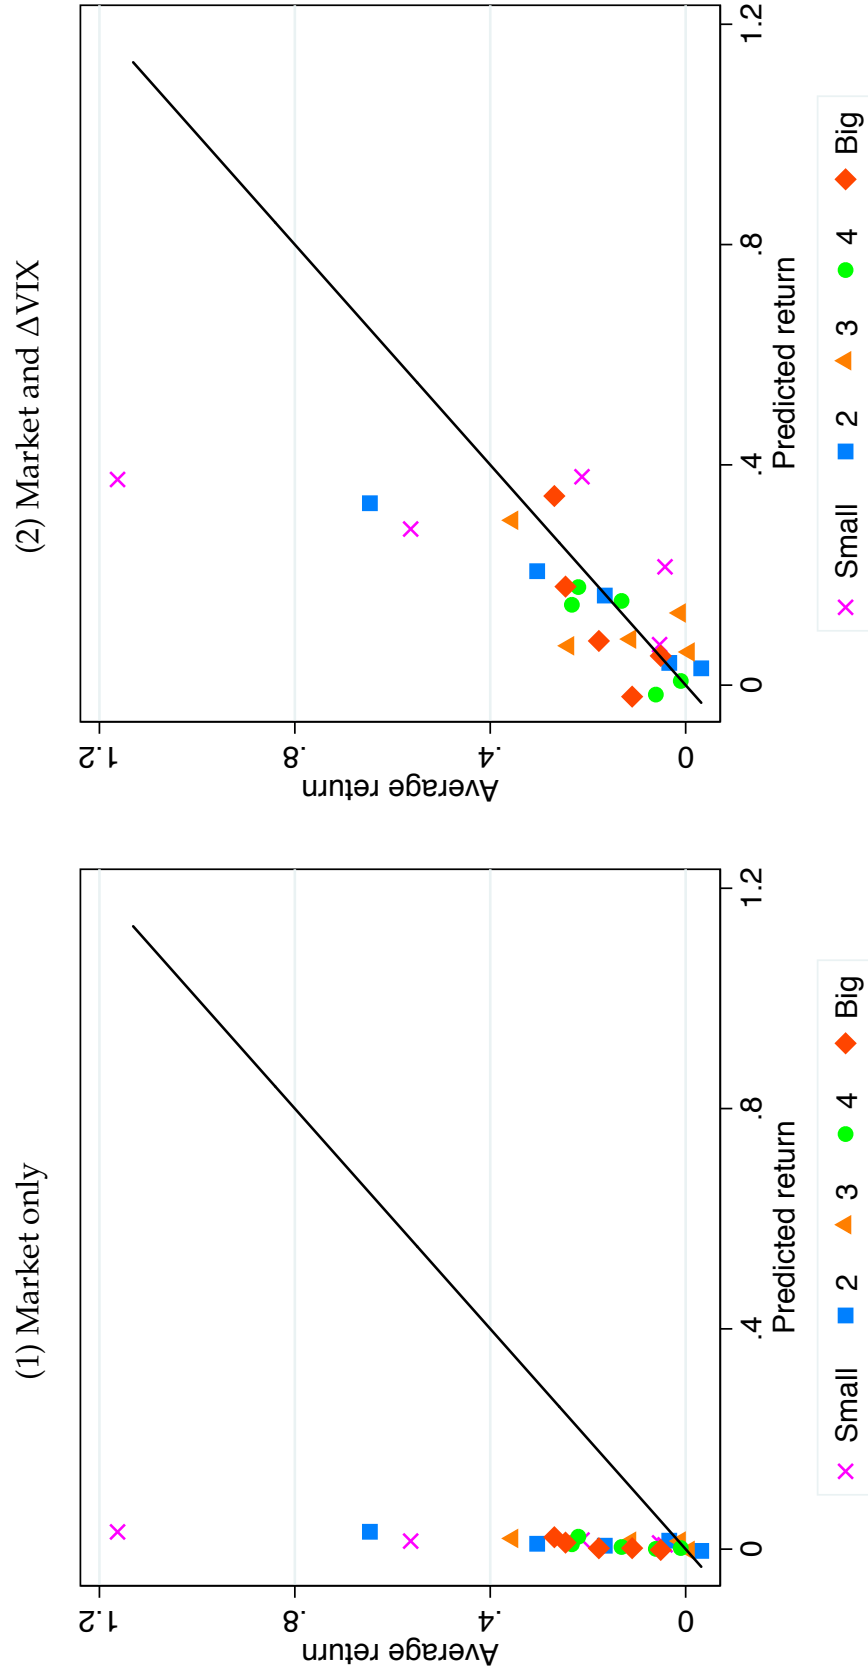 (1) Market only
Average return
1.2
.8
.4
0
0 .4 .8 1.2
Predicted return
Small 2 3 4 Big
(2) Market and ΔVIX
Average return
1.2
.8
.4
0
0 .4 .8 1.2
Predicted return
Small 2 3 4 Big